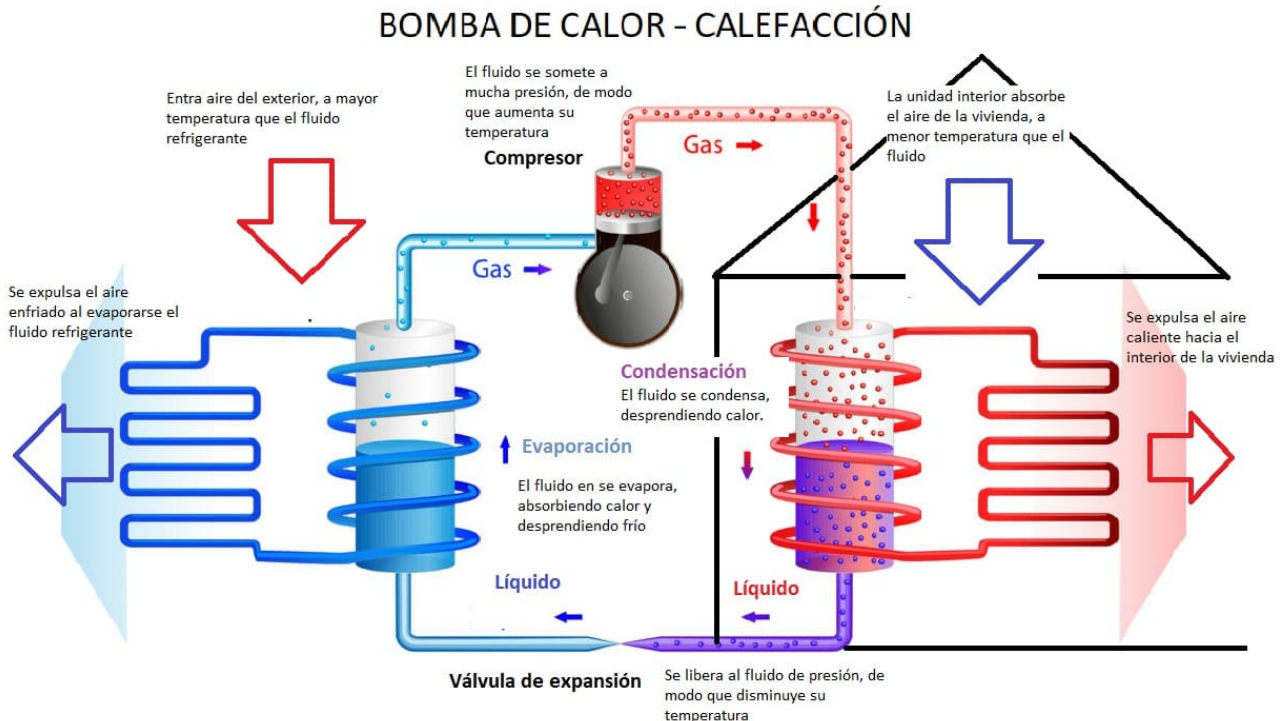 BOMBA DE CALOR – CALEFACCIÓN
Entra aire del exterior, a mayor
temperatura que el fluido
refrigerante
El fluido se somete a
mucha presión, de modo
que aumenta su
temperatura
Compresor
Gas
La unidad interior absorbe
el aire de la vivienda, a
menor temperatura que el
fluido
Gas
Se expulsa el aire
enfriado al evaporarse el
fluido refrigerante
Se expulsa el aire
caliente hacia el
interior de la vivienda
Condensación
El fluido se condensa,
desprendiendo calor.
Evaporación
El fluido en se evapora,
absorbiendo calor y
desprendiendo frío
Líquido
Líquido
Válvula de expansión
Se libera al fluido de presión, de
modo que disminuye su
temperatura